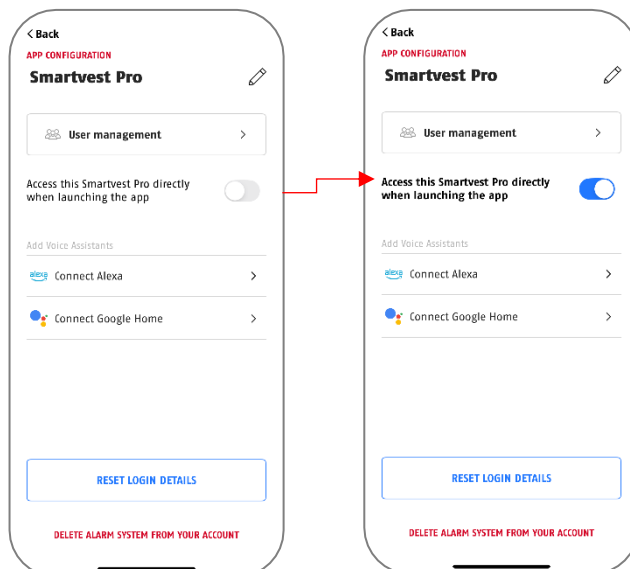 < Back
APP CONFIGURATION
Smartvest Pro
User management >
Access this Smartvest Pro directly
when launching the app
Add Voice Assistants
alexa Connect Alexa >
Connect Google Home >
RESET LOGIN DETAILS
DELETE ALARM SYSTEM FROM YOUR ACCOUNT
< Back
APP CONFIGURATION
Smartvest Pro
User management >
Access this Smartvest Pro directly
when launching the app
Add Voice Assistants
alexa Connect Alexa >
Connect Google Home >
RESET LOGIN DETAILS
DELETE ALARM SYSTEM FROM YOUR ACCOUNT